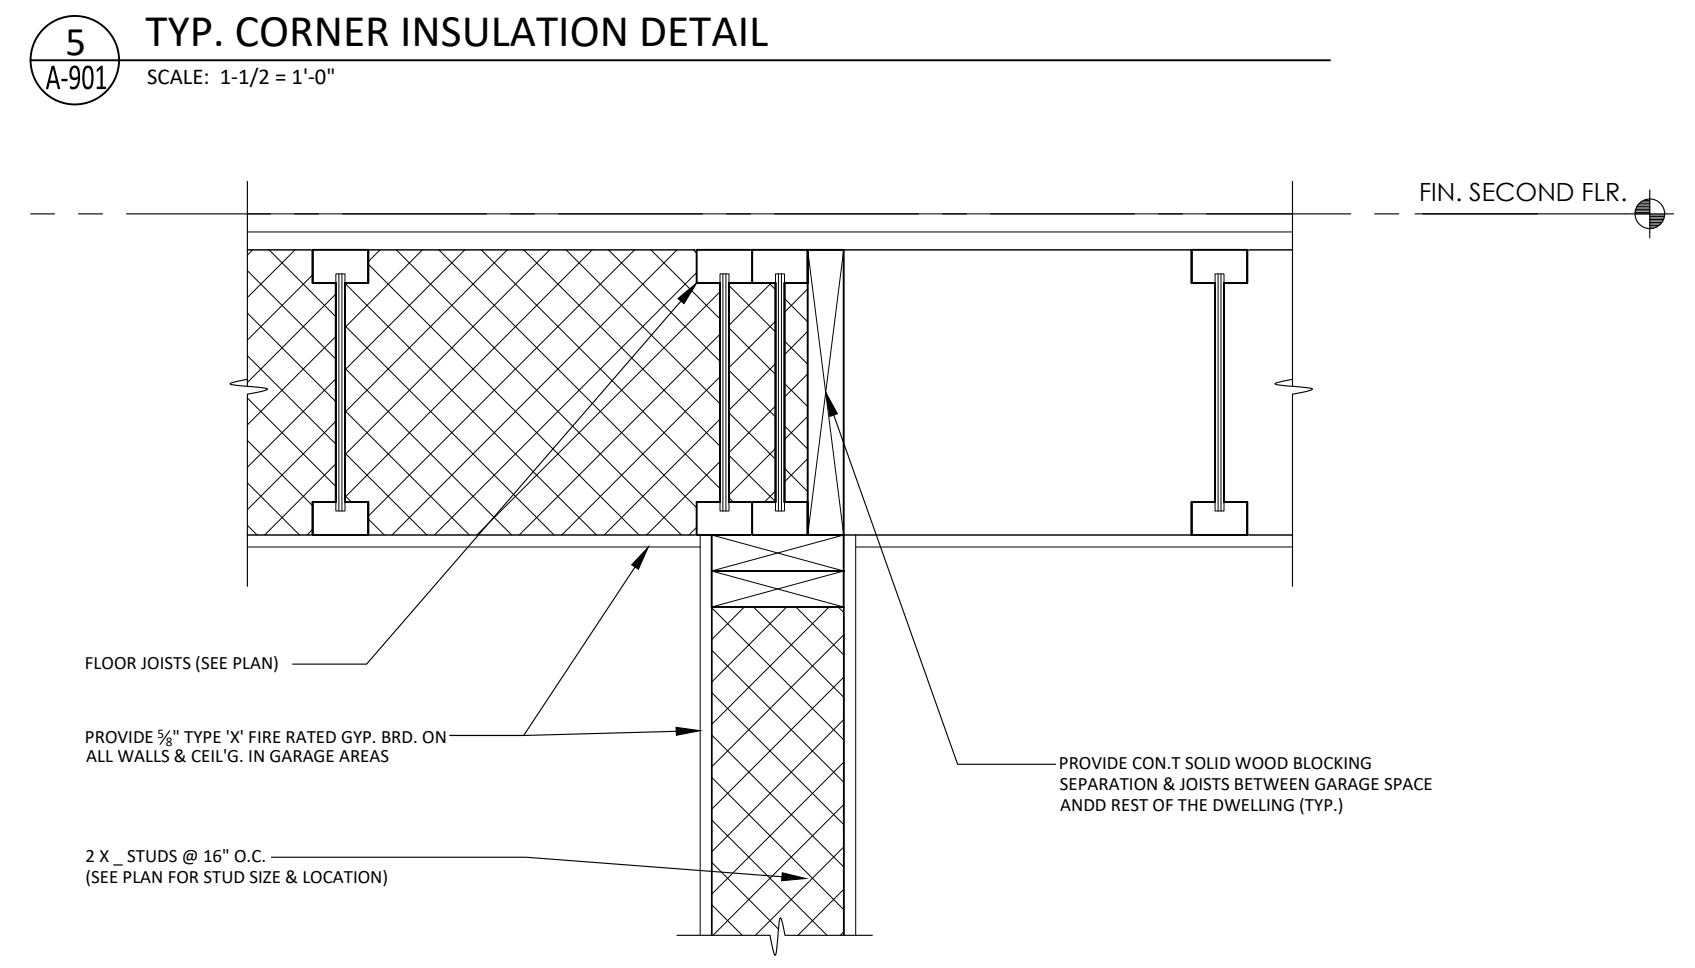 5
A-901
TYP. CORNER INSULATION DETAIL
SCALE: 1-1/2 = 1'-0"
FIN. SECOND FLR.
FLOOR JOISTS (SEE PLAN)
PROVIDE ⅝" TYPE 'X' FIRE RATED GYP. BRD. ON
ALL WALLS & CEIL'G. IN GARAGE AREAS
2 X _ STUDS @ 16" O.C.
(SEE PLAN FOR STUD SIZE & LOCATION)
PROVIDE CON.T SOLID WOOD BLOCKING
SEPARATION & JOISTS BETWEEN GARAGE SPACE
ANDD REST OF THE DWELLING (TYP.)